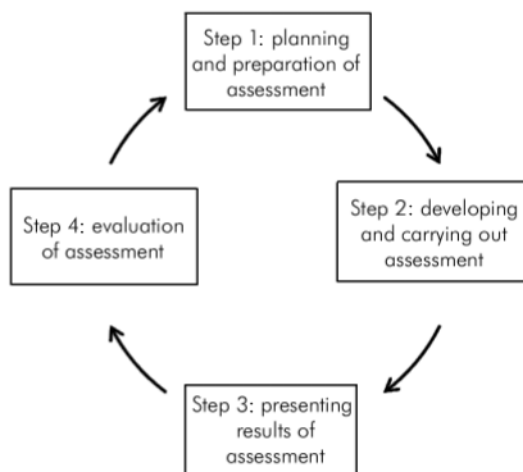 Step 1: planning
and preparation of
assessment
Step 2: developing
and carrying out
assessment
Step 3: presenting
results of
assessment
Step 4: evaluation
of assessment